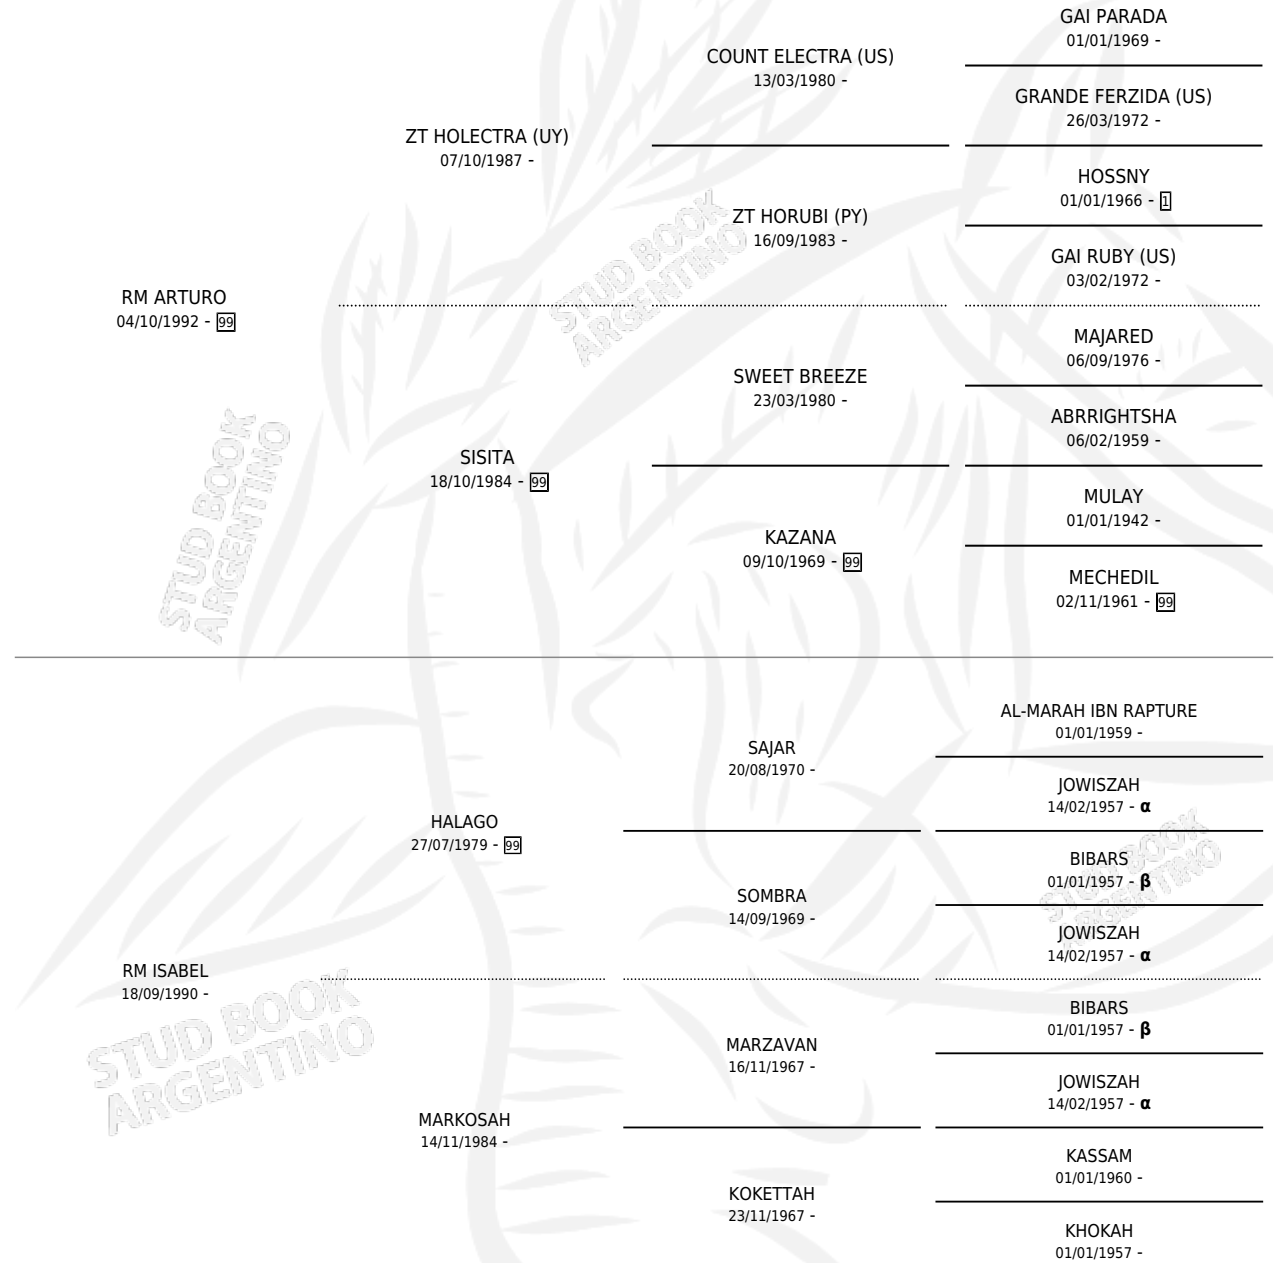 GAI PARADA
01/01/1969 -
COUNT ELECTRA (US)
13/03/1980 -
GRANDE FERZIDA (US)
26/03/1972 -
ZT HOLECTRA (UY)
07/10/1987 -
HOSSNY
01/01/1966 - 1
ZT HORUBI (PY)
16/09/1983 -
GAI RUBY (US)
03/02/1972 -
STUD BOOK
ARGENTINO
RM ARTURO
04/10/1992 - 99
MAJARED
06/09/1976 -
SWEET BREEZE
23/03/1980 -
ABRRIGHTSHA
06/02/1959 -
SISITA
18/10/1984 - 99
MULAY
01/01/1942 -
KAZANA
09/10/1969 - 99
MECHEDIL
02/11/1961 - 99
STUD BOOK
ARGENTINO
AL-MARAH IBN RAPTURE
01/01/1959 -
SAJAR
20/08/1970 -
JOWISZAH
14/02/1957 - α
HALAGO
27/07/1979 - 99
BIBARS
01/01/1957 - β
SOMBRA
14/09/1969 -
JOWISZAH
14/02/1957 - α
STUD BOOK
ARGENTINO
RM ISABEL
18/09/1990 -
BIBARS
01/01/1957 - β
MARZAVAN
16/11/1967 -
JOWISZAH
14/02/1957 - α
MARKOSAH
14/11/1984 -
KASSAM
01/01/1960 -
KOKETTAH
23/11/1967 -
KHOKAH
01/01/1957 -
STUD BOOK
ARGENTINO